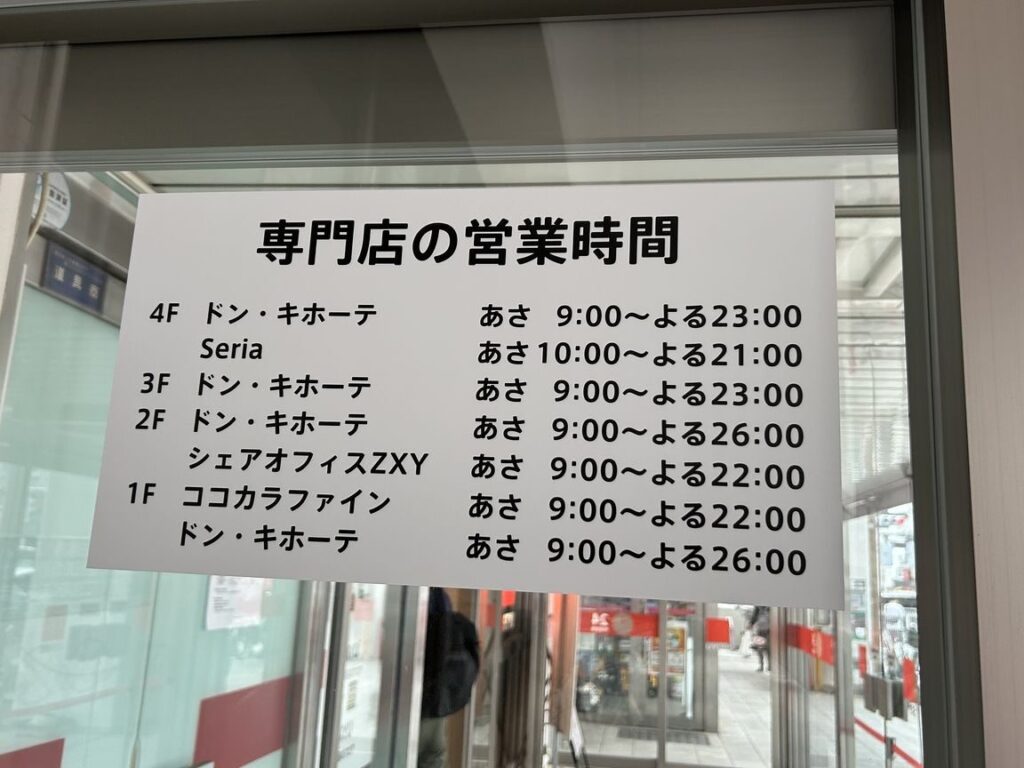 専門店の営業時間
4F ドン・キホーテ あさ 9:00〜よる23:00
Seria あさ10:00〜よる21:00
3F ドン・キホーテ あさ 9:00〜よる23:00
2F ドン・キホーテ あさ 9:00〜よる26:00
シェアオフィスZXY あさ 9:00〜よる22:00
1F ココカラファイン あさ 9:00〜よる22:00
ドン・キホーテ あさ 9:00〜よる26:00
24